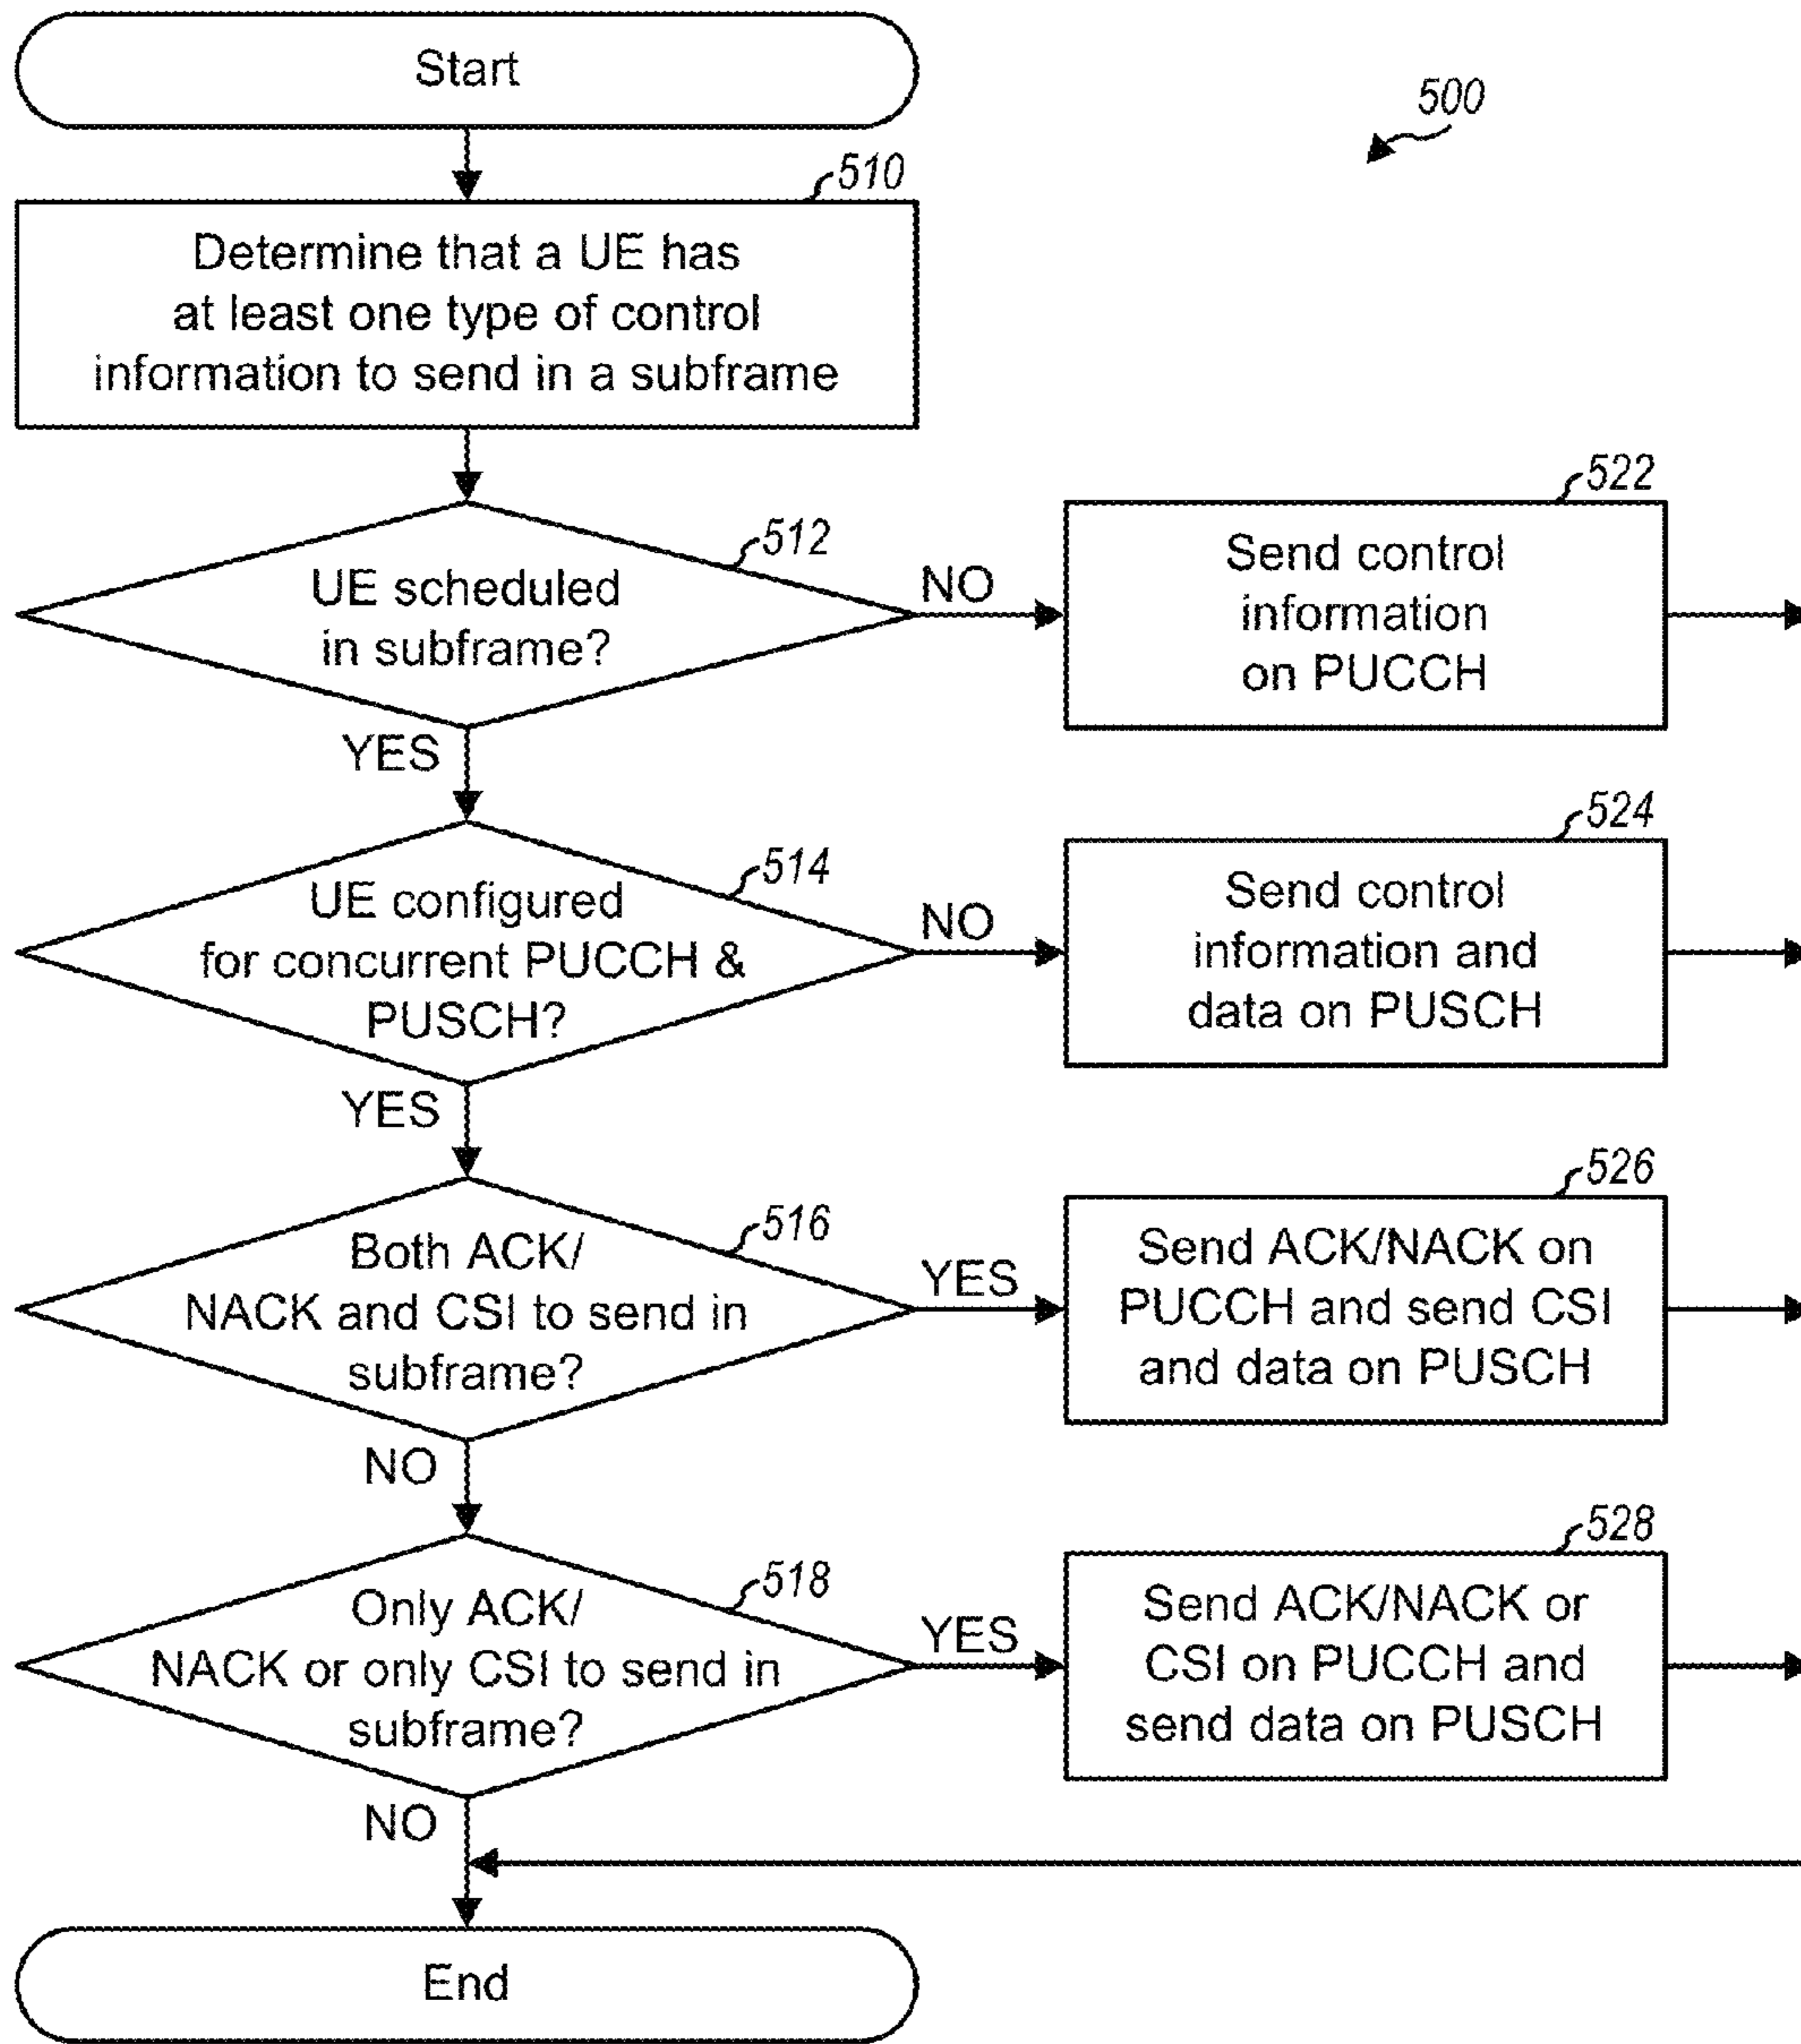 Start
500
510
Determine that a UE has
at least one type of control
information to send in a subframe
512
UE scheduled
in subframe?
NO
YES
522
Send control
information
on PUCCH
514
UE configured
for concurrent PUCCH &
PUSCH?
NO
YES
524
Send control
information and
data on PUSCH
516
Both ACK/
NACK and CSI to send in
subframe?
YES
NO
526
Send ACK/NACK on
PUCCH and send CSI
and data on PUSCH
518
Only ACK/
NACK or only CSI to send in
subframe?
YES
NO
528
Send ACK/NACK or
CSI on PUCCH and
send data on PUSCH
End